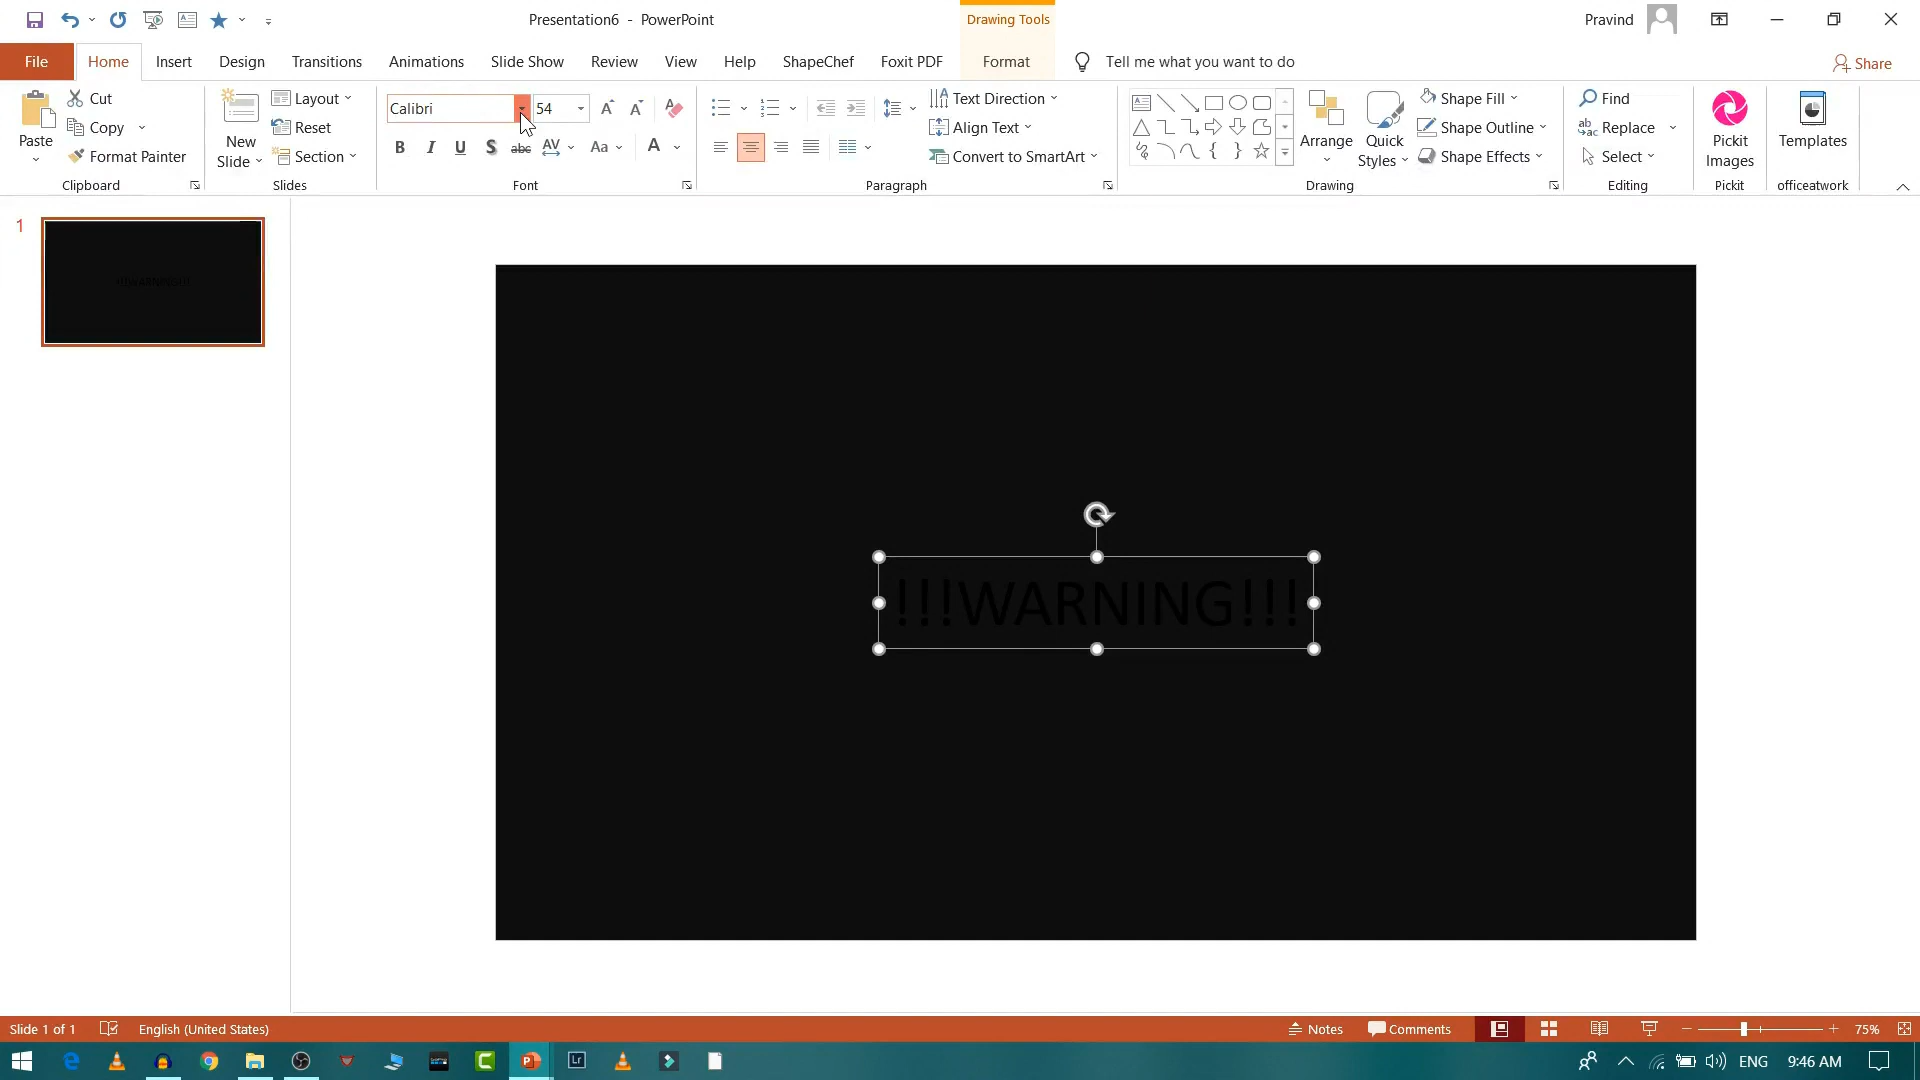 Presentation6 - PowerPoint
Drawing Tools
Pravind
File
Home
Insert
Design
Transitions
Animations
Slide Show
Review
View
Help
ShapeChef
Foxit PDF
Format
Tell me what you want to do
Share
Paste
Cut
Copy
Format Painter
Clipboard
New
Slide
Layout
Reset
Section
Slides
Calibri
54
B
I
U
S
abc
AV
Aa
A
Font
Text Direction
Align Text
Convert to SmartArt
Paragraph
Arrange
Quick
Styles
Shape Fill
Shape Outline
Shape Effects
Drawing
Find
Replace
Select
Editing
Pickit
Images
Pickit
Templates
officeatwork
1
!!!WARNING!!!
!!!WARNING!!!
Slide 1 of 1
English (United States)
Notes
Comments
75%
ENG
9:46 AM